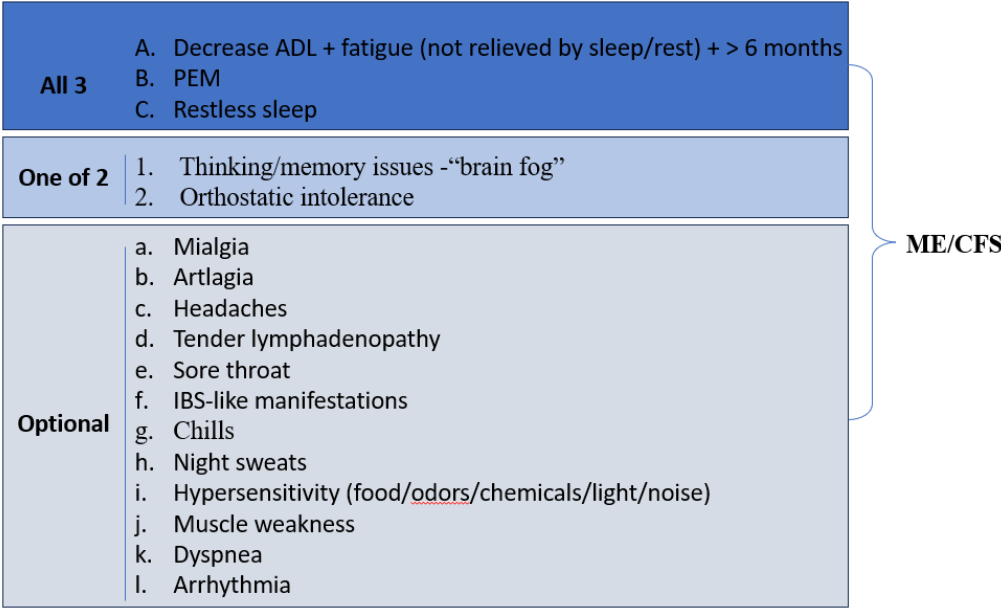 All 3
A. Decrease ADL + fatigue (not relieved by sleep/rest) + > 6 months
B. PEM
C. Restless sleep
One of 2
1. Thinking/memory issues -“brain fog”
2. Orthostatic intolerance
Optional
a. Mialgia
b. Artlagia
c. Headaches
d. Tender lymphadenopathy
e. Sore throat
f. IBS-like manifestations
g. Chills
h. Night sweats
i. Hypersensitivity (food/odors/chemicals/light/noise)
j. Muscle weakness
k. Dyspnea
l. Arrhythmia
ME/CFS